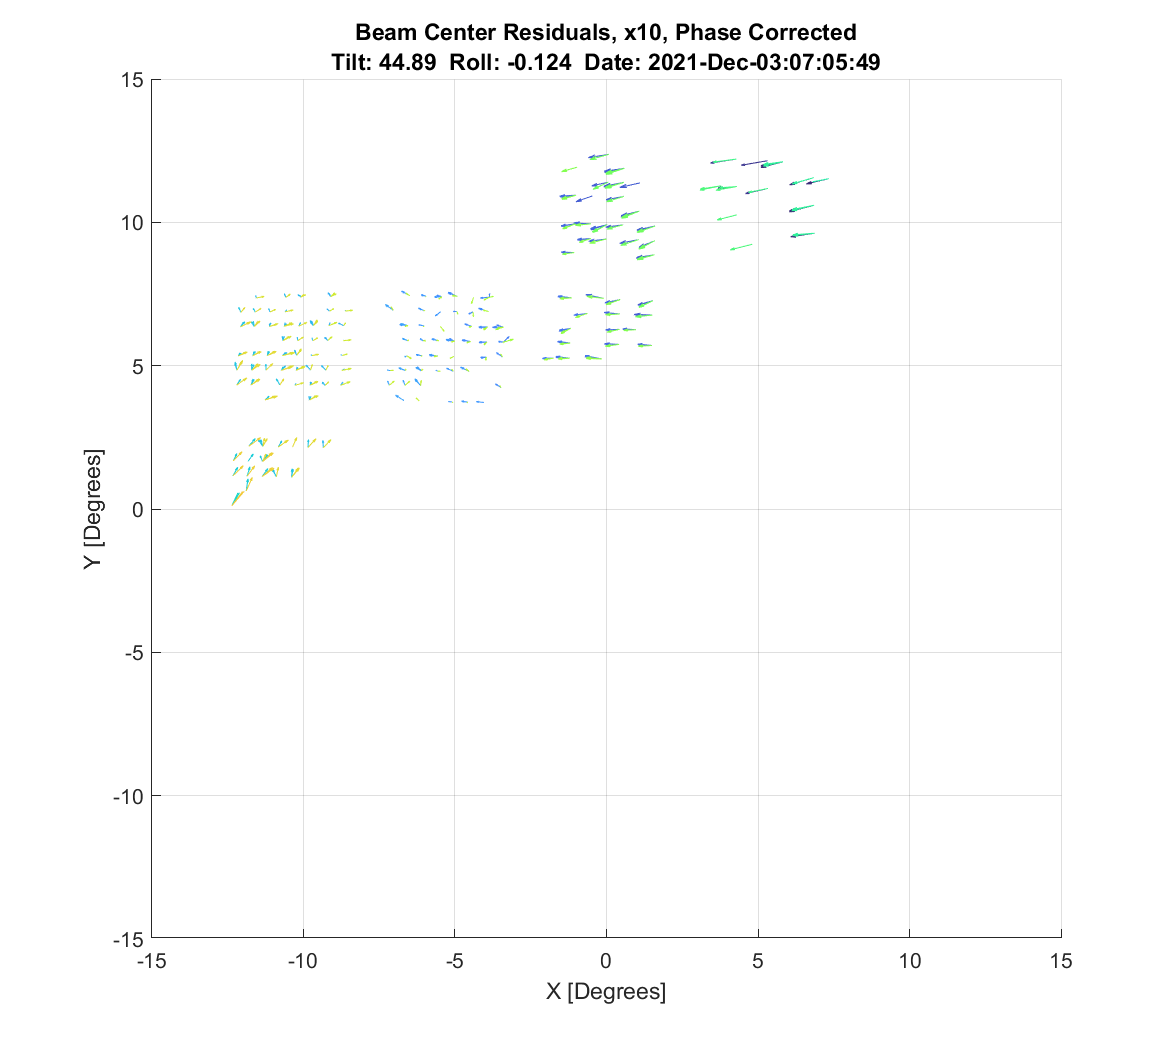 Beam Center Residuals, x10, Phase Corrected
Tilt: 44.89 Roll: -0.124 Date: 2021-Dec-03:07:05:49
15
10
5
0
-5
-10
-15
Y [Degrees]
-15 -10 -5 0 5 10 15
X [Degrees]